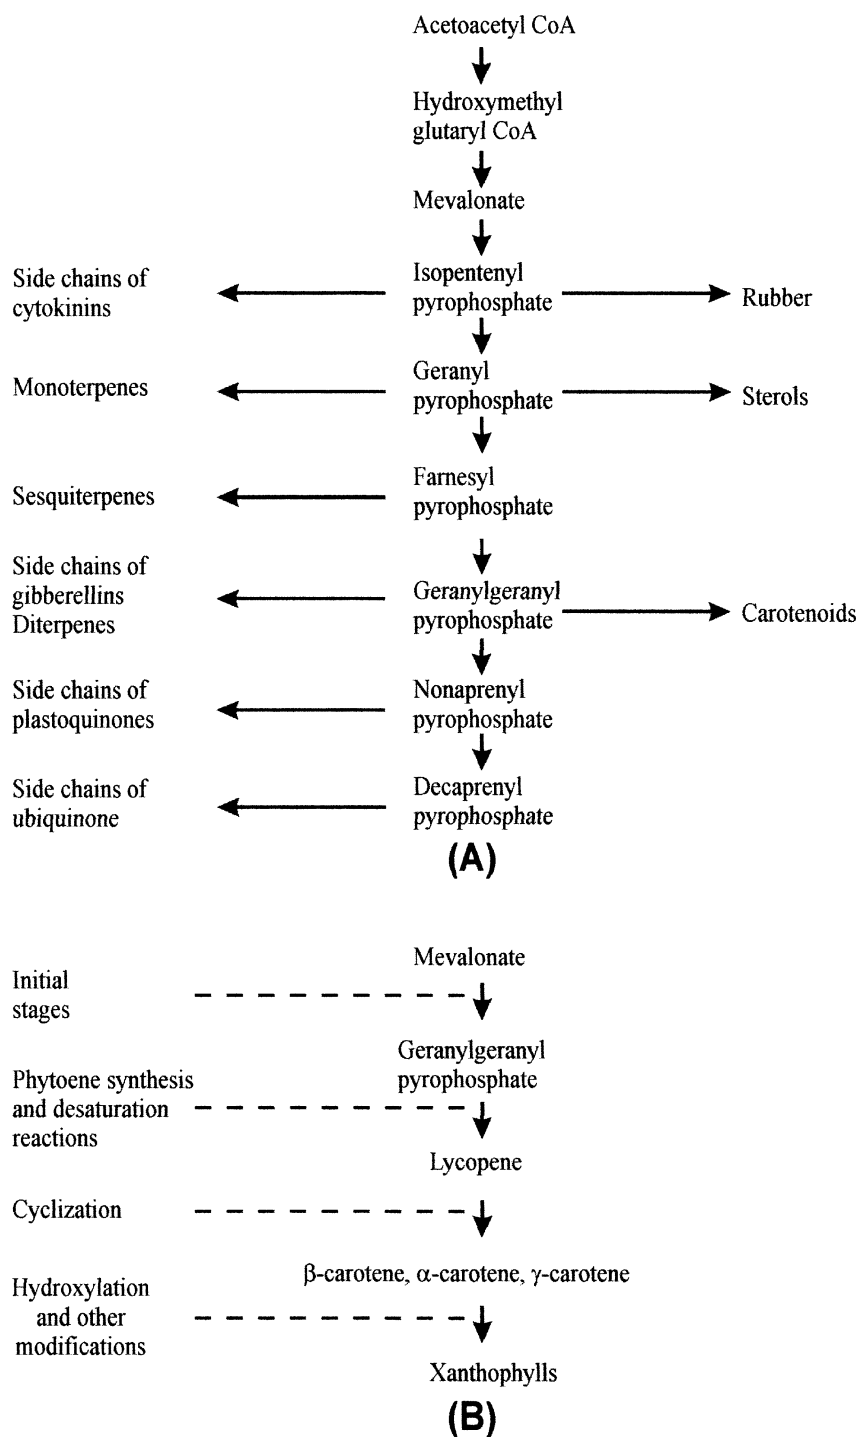 Acetoacetyl CoA
Hydroxymethyl
glutaryl CoA
Mevalonate
Side chains of
cytokinins
Isopentenyl
pyrophosphate
Rubber
Monoterpenes
Geranyl
pyrophosphate
Sterols
Sesquiterpenes
Farnesyl
pyrophosphate
Side chains of
gibberellins
Diterpenes
Geranylgeranyl
pyrophosphate
Carotenoids
Side chains of
plastoquinones
Nonaprenyl
pyrophosphate
Side chains of
ubiquinone
Decaprenyl
pyrophosphate
(A)
Mevalonate
Initial
stages
Geranylgeranyl
pyrophosphate
Phytoene synthesis
and desaturation
reactions
Lycopene
Cyclization
β-carotene, α-carotene, γ-carotene
Hydroxylation
and other
modifications
Xanthophylls
(B)